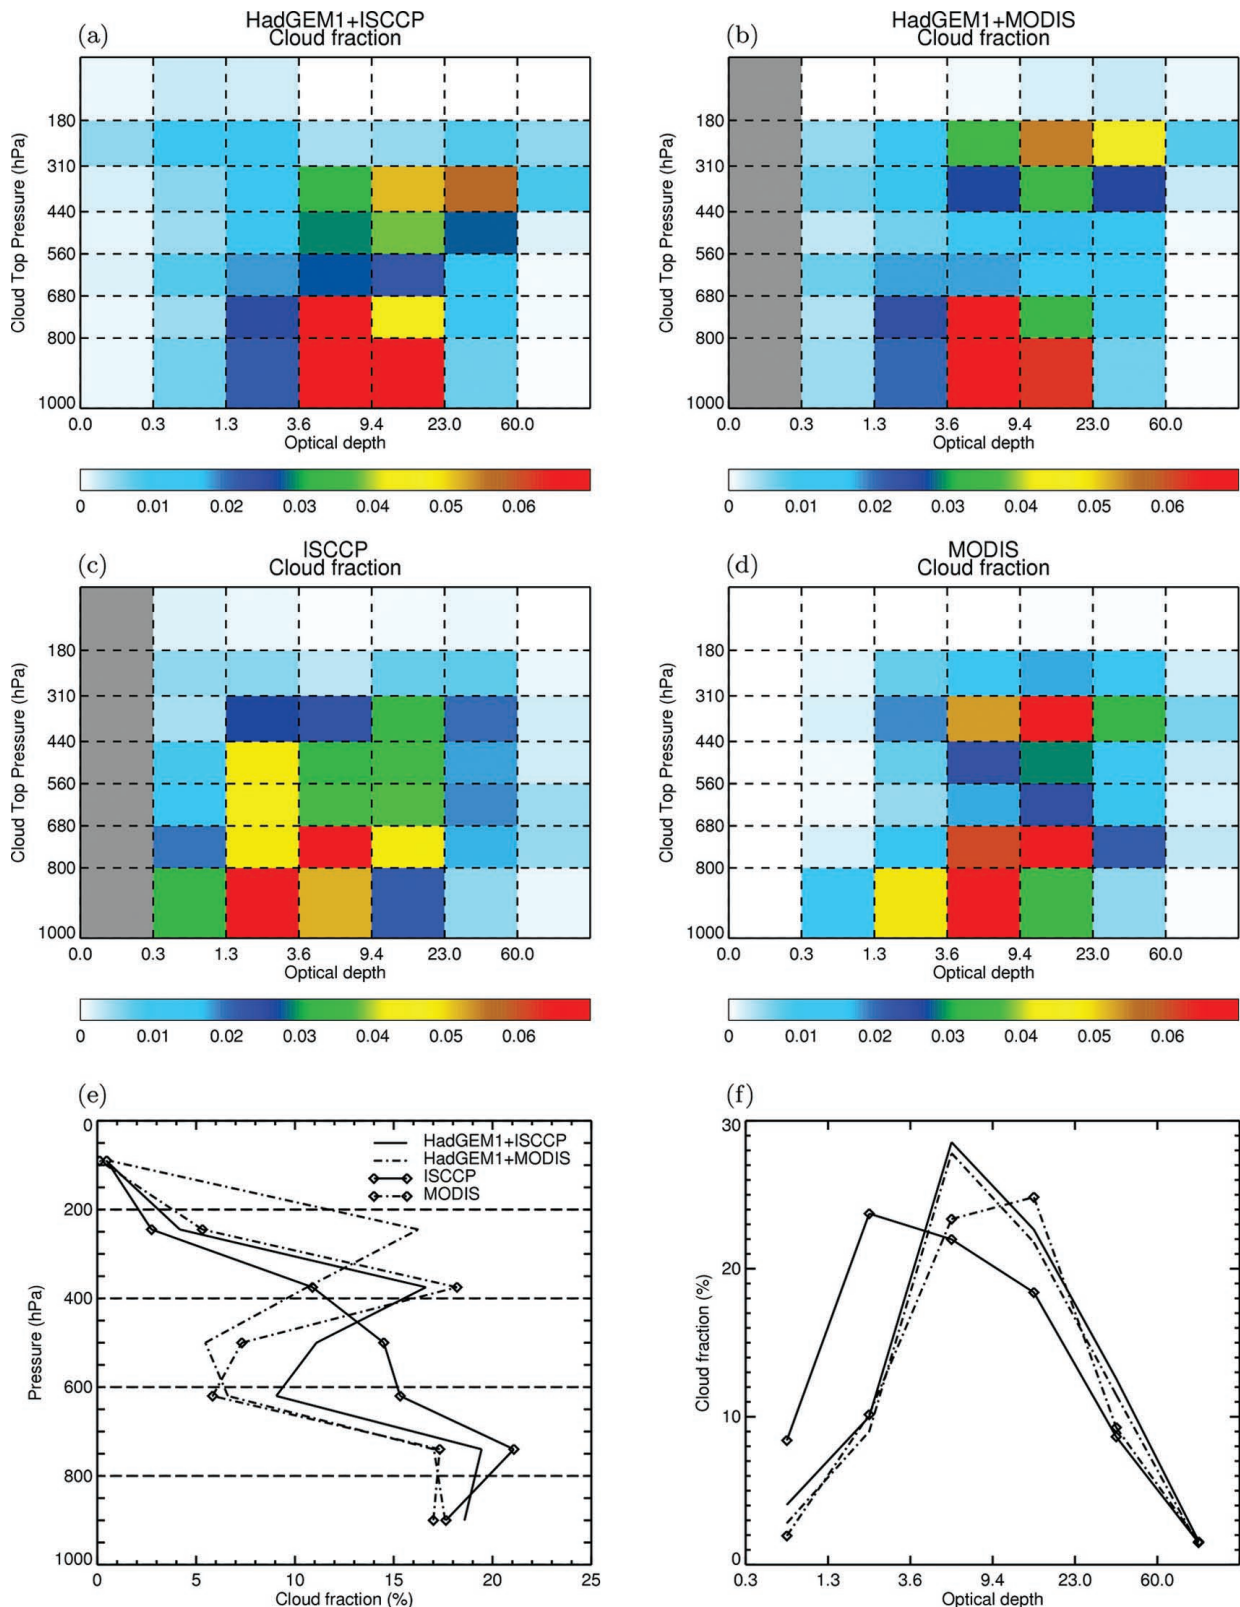 (a)
HadGEM1+ISCCP
Cloud fraction
Cloud Top Pressure (hPa)
180
310
440
560
680
800
1000
0.0 0.3 1.3 3.6 9.4 23.0 60.0
Optical depth
0 0.01 0.02 0.03 0.04 0.05 0.06
(b)
HadGEM1+MODIS
Cloud fraction
Cloud Top Pressure (hPa)
180
310
440
560
680
800
1000
0.0 0.3 1.3 3.6 9.4 23.0 60.0
Optical depth
0 0.01 0.02 0.03 0.04 0.05 0.06
(c)
ISCCP
Cloud fraction
Cloud Top Pressure (hPa)
180
310
440
560
680
800
1000
0.0 0.3 1.3 3.6 9.4 23.0 60.0
Optical depth
0 0.01 0.02 0.03 0.04 0.05 0.06
(d)
MODIS
Cloud fraction
Cloud Top Pressure (hPa)
180
310
440
560
680
800
1000
0.0 0.3 1.3 3.6 9.4 23.0 60.0
Optical depth
0 0.01 0.02 0.03 0.04 0.05 0.06
(e)
HadGEM1+ISCCP
HadGEM1+MODIS
ISCCP
MODIS
Pressure (hPa)
0
200
400
600
800
1000
0 5 10 15 20 25
Cloud fraction (%)
(f)
Cloud fraction (%)
30
20
10
0
0.3 1.3 3.6 9.4 23.0 60.0
Optical depth